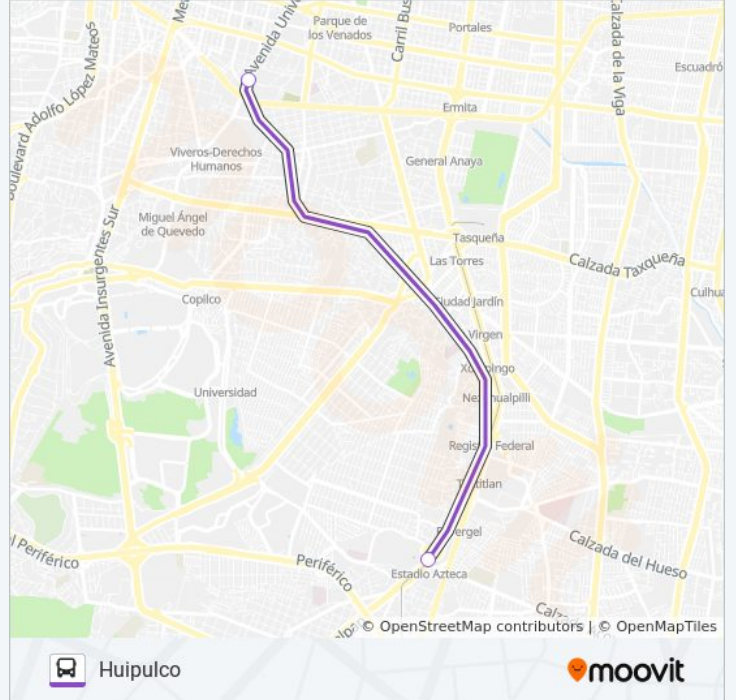 Avenida Univ
Parque de
los Venados
Carril Bus
Portales
Calzada de la Viga
Escuadró
Boulevard Adolfo López Mateos
Ermita
Viveros-Derechos
Humanos
General Anaya
Miguel Ángel
de Quevedo
Avenida Insurgentes Sur
Tasqueña
Las Torres
Calzada Taxqueña
Copilco
Ciudad Jardín
Culhua
Virgen
Universidad
Registro Federal
Estadio Azteca
Periférico
Periférico
Calzada del Hueso
Calz
© OpenStreetMap contributors | © OpenMapTiles
Huipulco
moovit